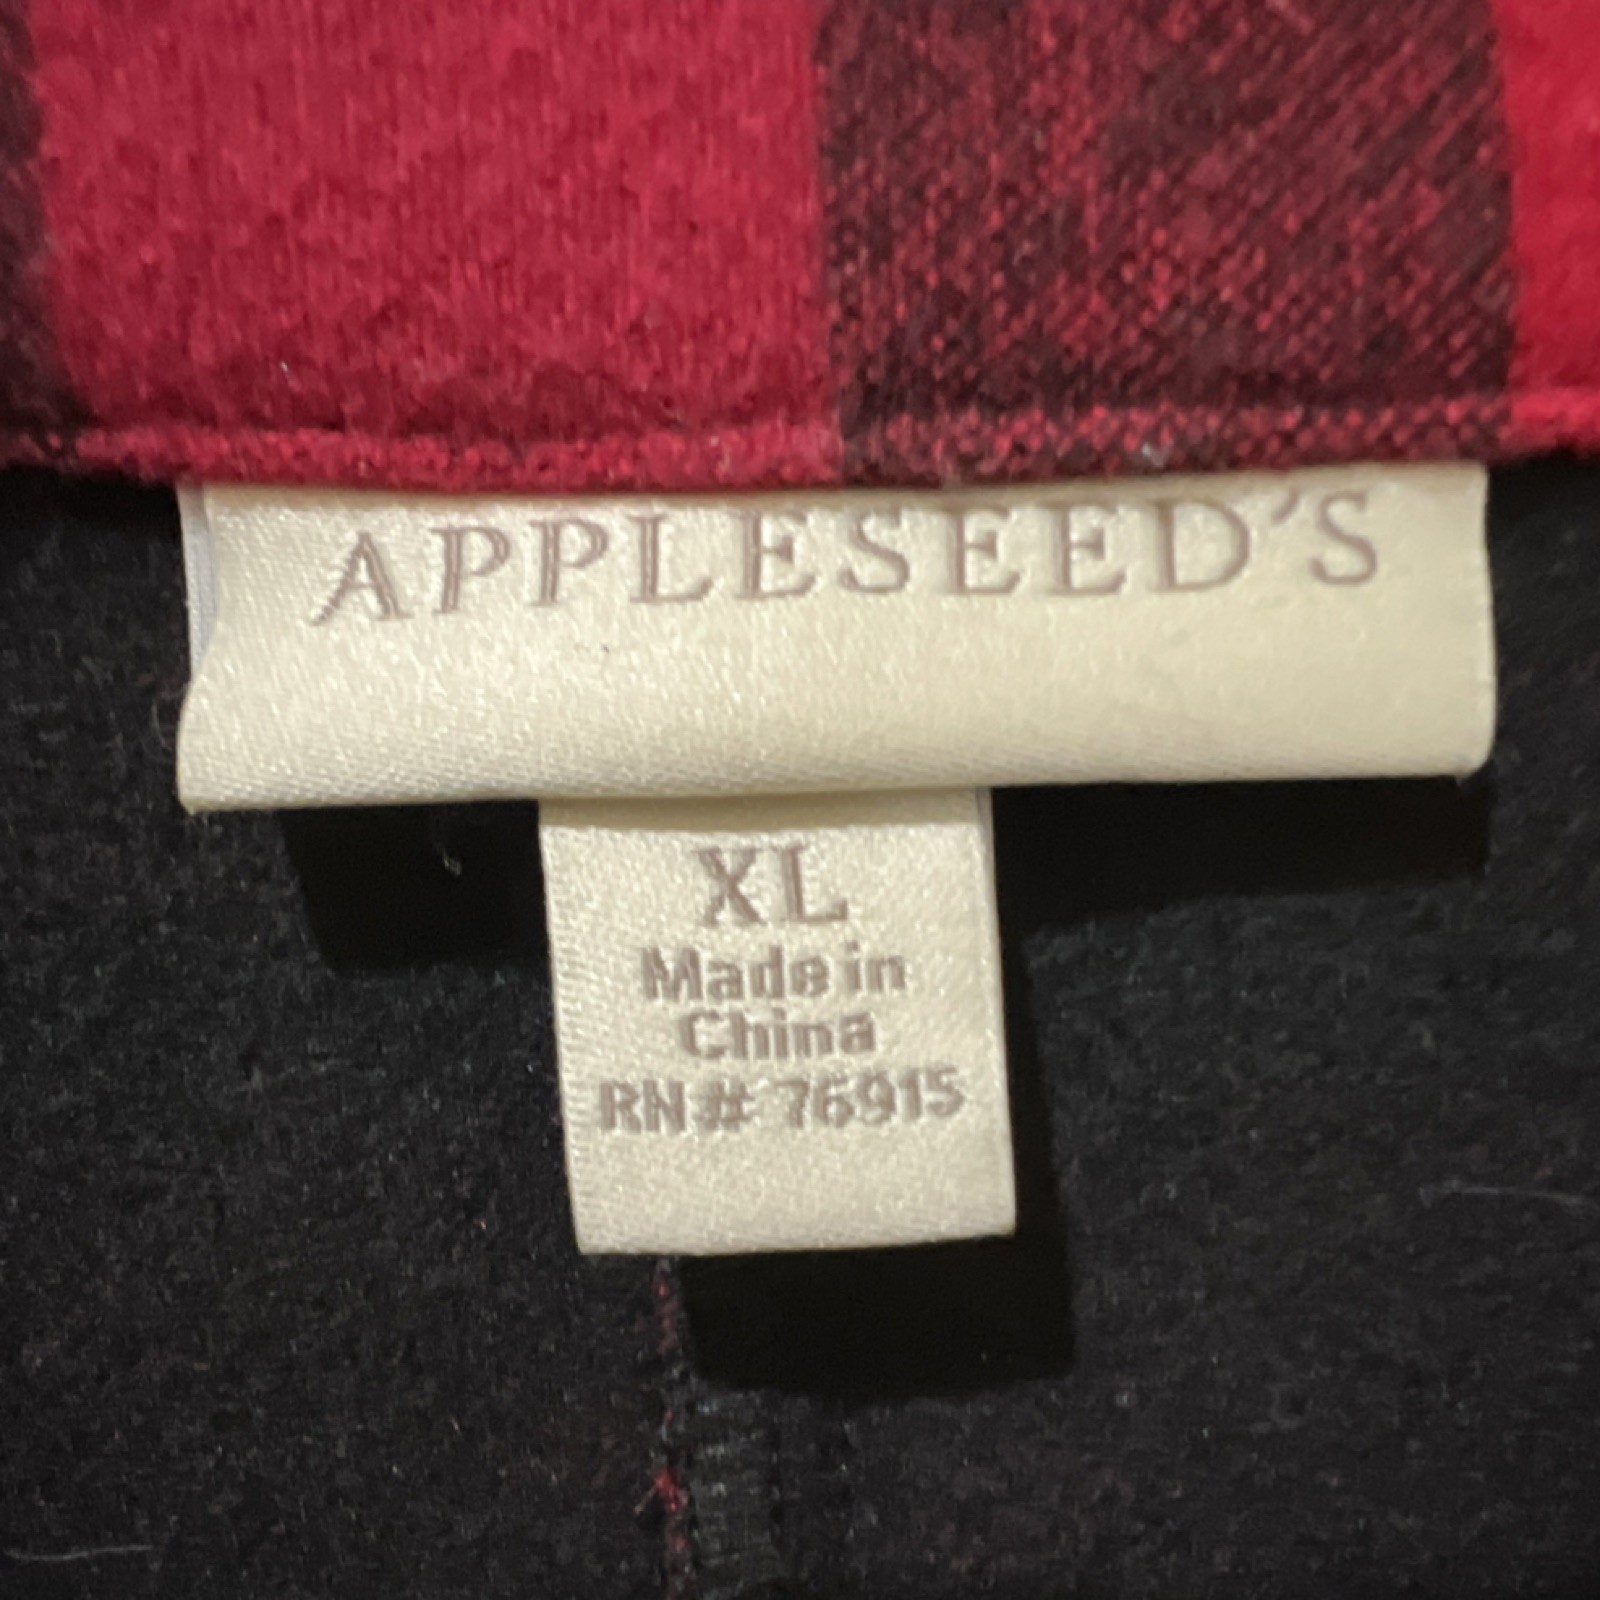 APPLESEED'S
XL
Made in
China
RN# 76915